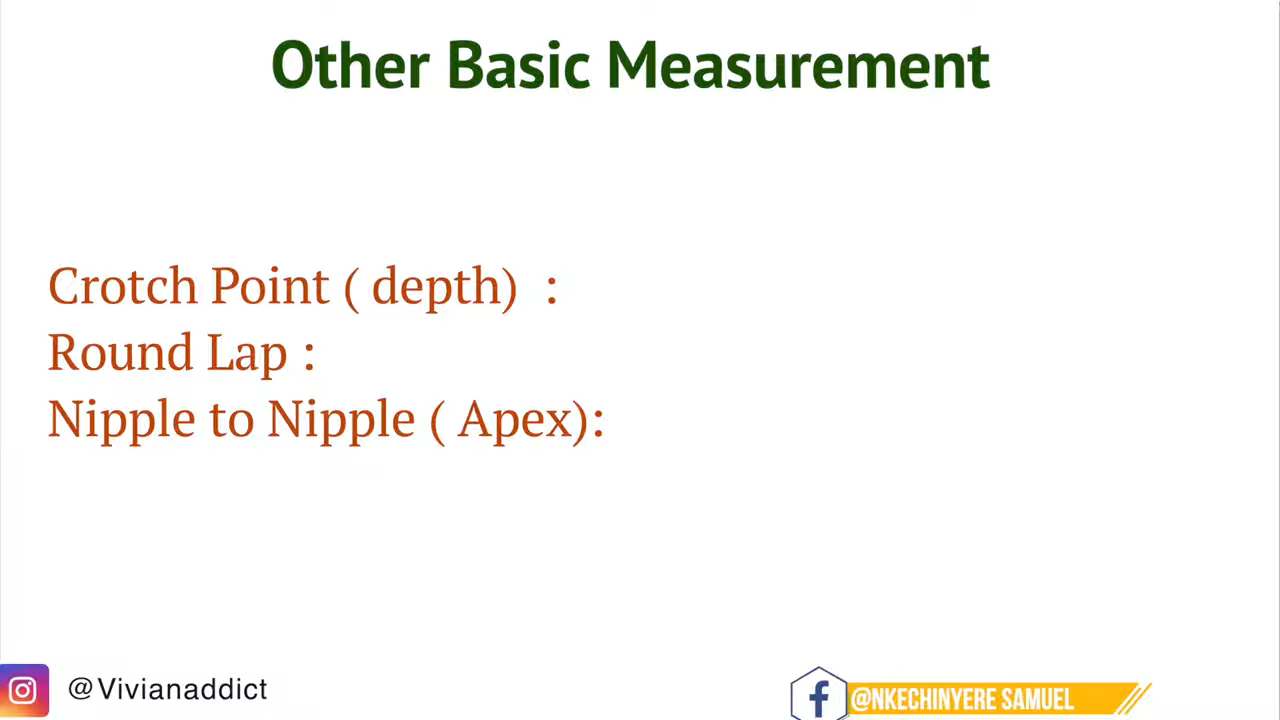 Other Basic Measurement
Crotch Point ( depth) :
Round Lap :
Nipple to Nipple ( Apex):
@Vivianaddict
@NKECHINYERE SAMUEL